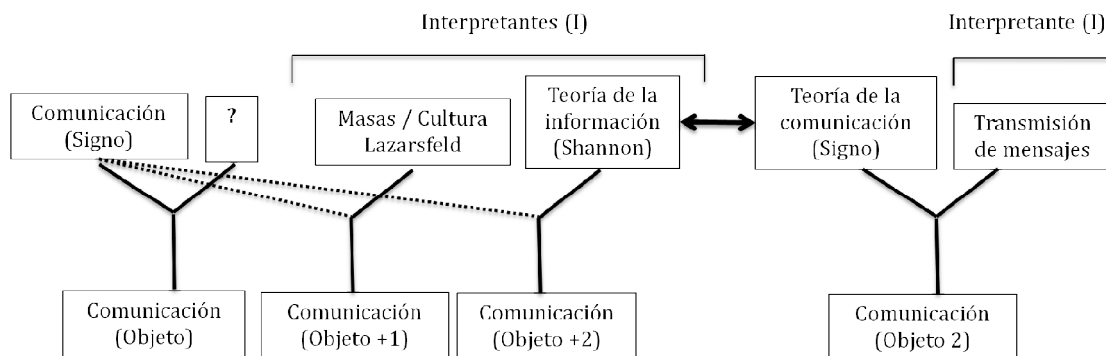 Interpretantes (I)
Interpretante (I)
Comunicación
(Signo)
?
Masas / Cultura
Lazarsfeld
Teoría de la
información
(Shannon)
Teoría de la
comunicación
(Signo)
Transmisión
de mensajes
Comunicación
(Objeto)
Comunicación
(Objeto +1)
Comunicación
(Objeto +2)
Comunicación
(Objeto 2)